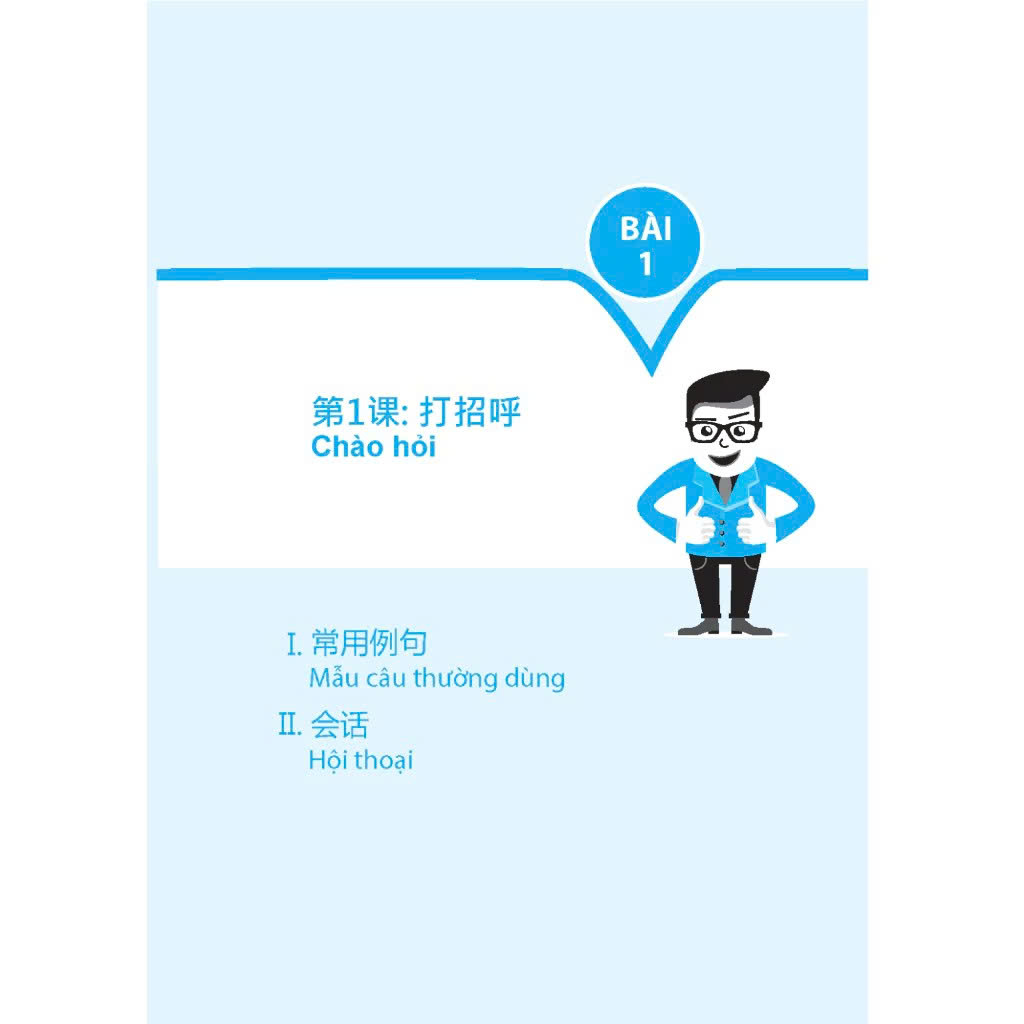 BÀI
1
第1课: 打招呼
Chào hỏi
I. 常用例句
Mẫu câu thường dùng
II. 会话
Hội thoại